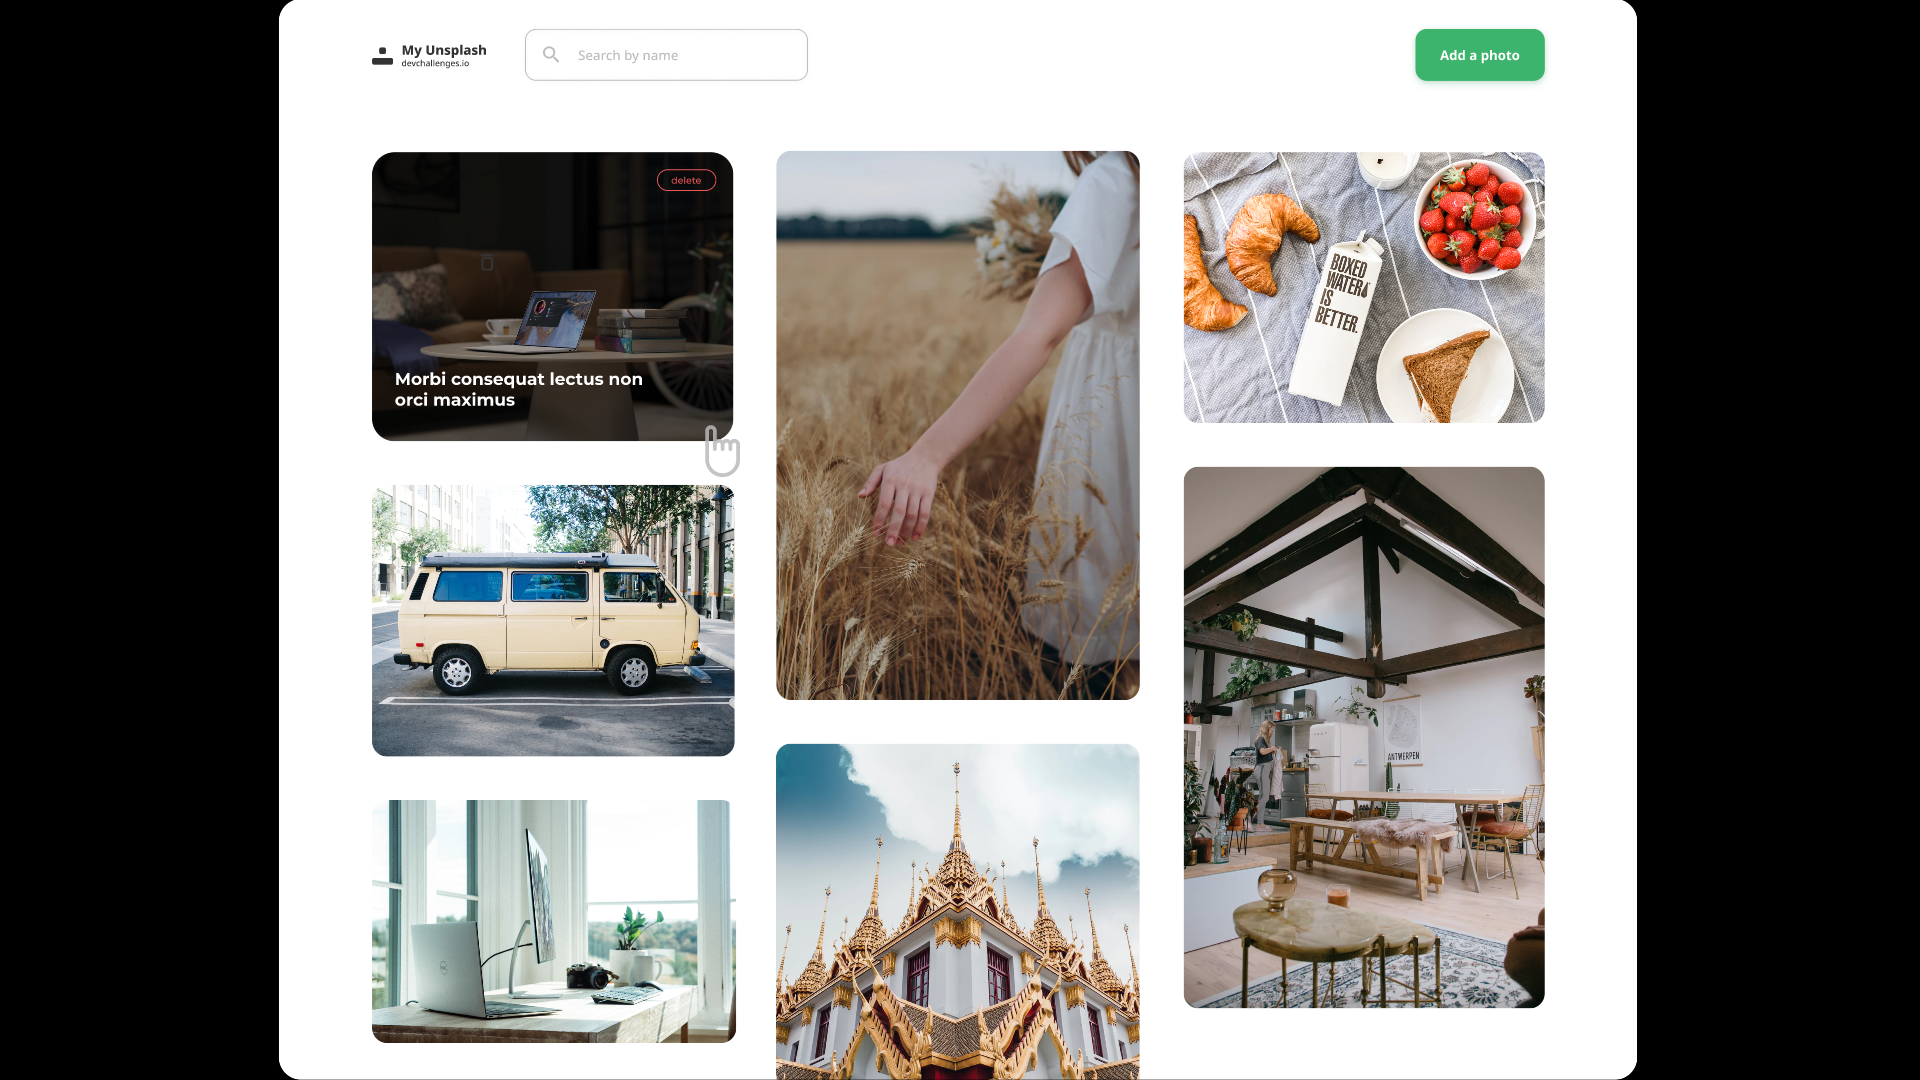 My Unsplash
devchallenges.io
Search by name
Add a photo
delete
Morbi consequat lectus non
orci maximus
BOXED
WATER
IS
BETTER.
ANTWERPEN